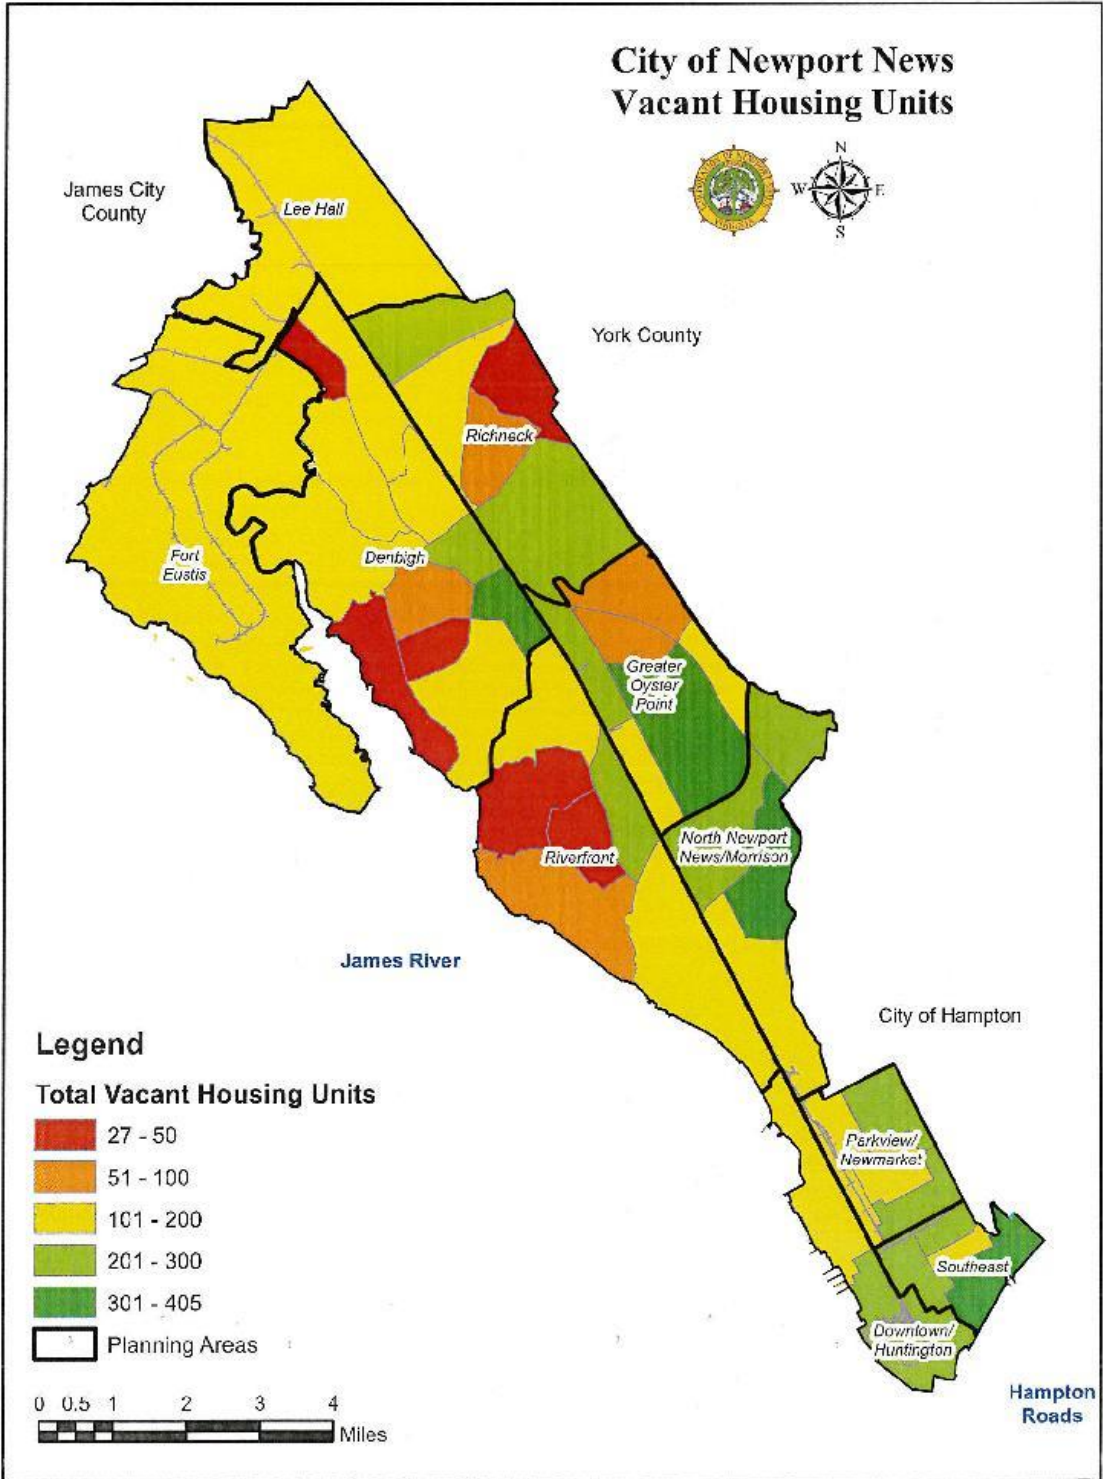 City of Newport News
Vacant Housing Units
N
W
E
S
James City
County
Lee Hall
York County
Richneck
Denbigh
Fort
Eustis
Greater
Oyster
Point
North Newport
News/Morrison
Riverfront
James River
City of Hampton
Parkview/
Newmarket
Southeast
Downtown/
Huntington
Hampton
Roads
Legend
Total Vacant Housing Units
27 - 50
51 - 100
101 - 200
201 - 300
301 - 405
Planning Areas
0 0.5 1 2 3 4
Miles